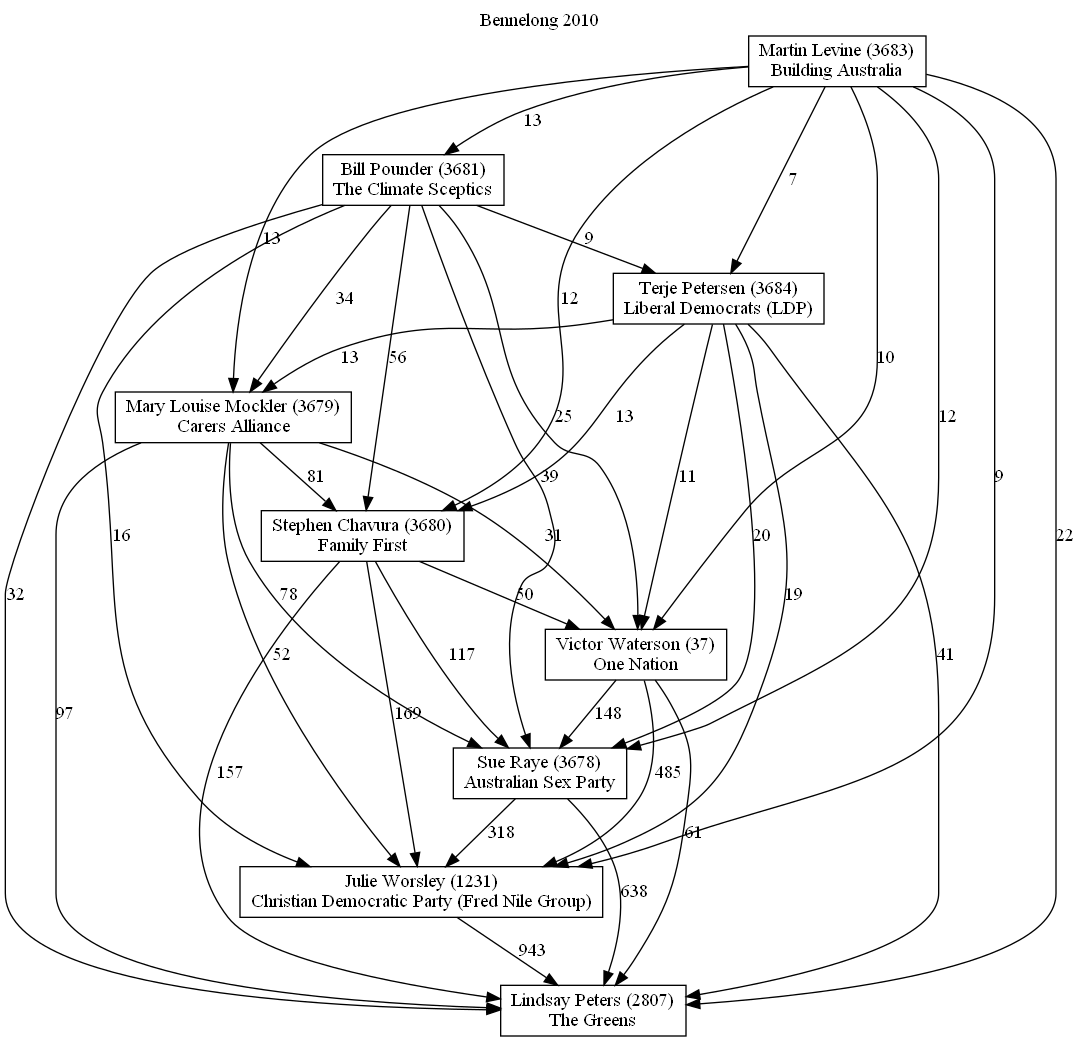 Bennelong 2010
Martin Levine (3683)
Building Australia
13
Bill Pounder (3681)
The Climate Sceptics
7
13
9
Terje Petersen (3684)
Liberal Democrats (LDP)
34
12
13
56
10
Mary Louise Mockler (3679)
Carers Alliance
25
13
12
81
39
11
9
Stephen Chavura (3680)
Family First
16
31
20
22
32
78
50
19
Victor Waterson (37)
One Nation
52
117
41
97
169
148
Sue Raye (3678)
Australian Sex Party
157
485
318
61
Julie Worsley (1231)
Christian Democratic Party (Fred Nile Group)
638
943
Lindsay Peters (2807)
The Greens